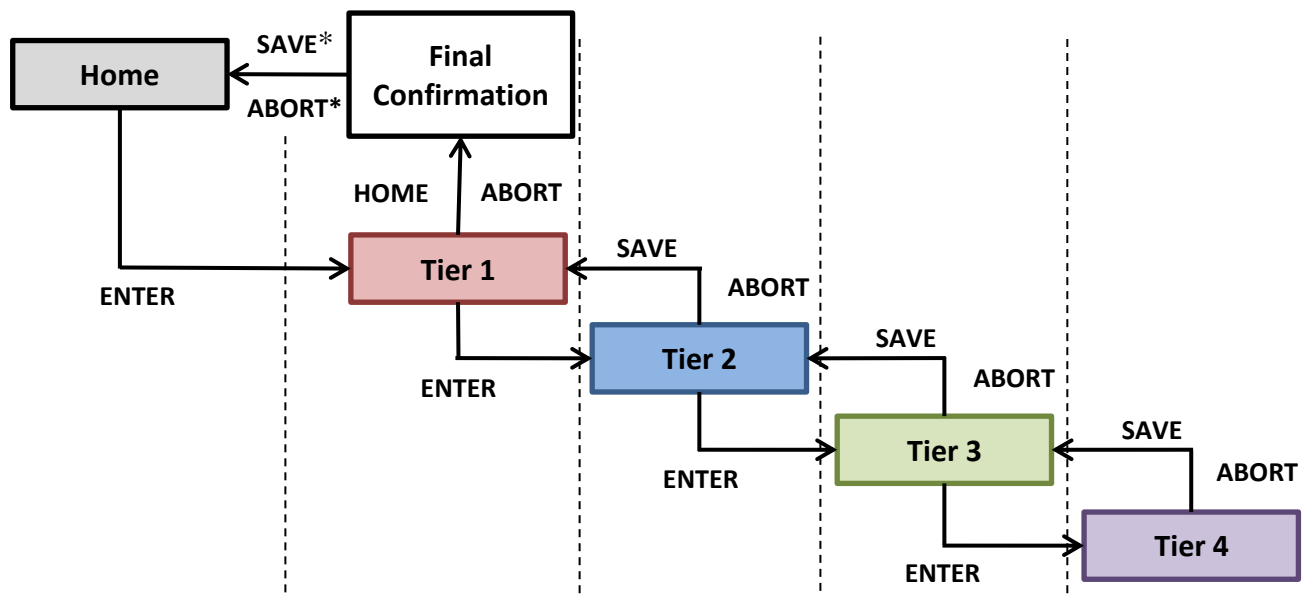 SAVE*
Home
Final
Confirmation
ABORT*
HOME ABORT
Tier 1
SAVE
ENTER
ABORT
Tier 2
SAVE
ENTER
ABORT
Tier 3
SAVE
ENTER
ABORT
Tier 4
ENTER